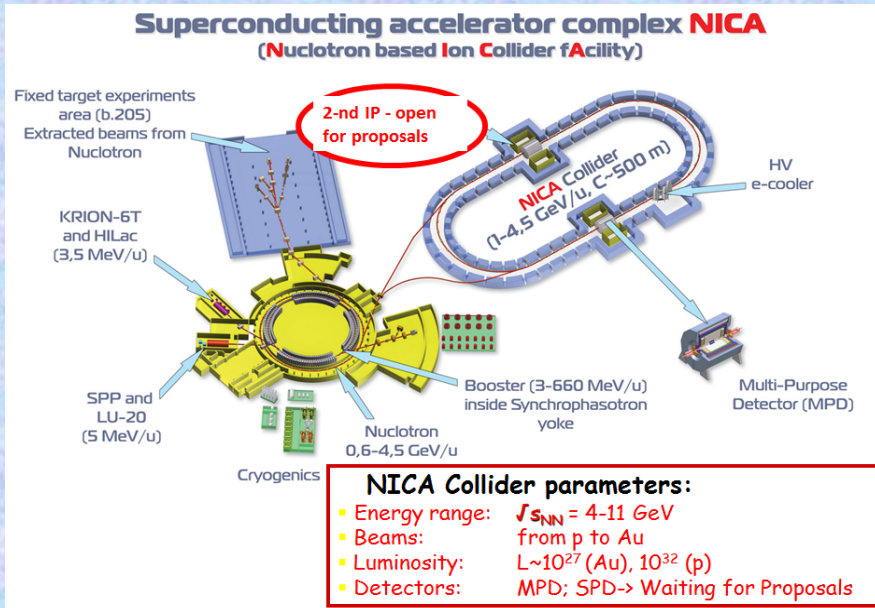 Superconducting accelerator complex NICA
(Nuclotron based Ion Collider fAcility)
Fixed target experiments
area (b.205)
Extracted beams from
Nuclotron
2-nd IP - open
for proposals
KRION-6T
and HILac
(3,5 MeV/u)
NICA Collider
(1-4,5 GeV/u, C~500 m)
HV
e-cooler
SPP and
LU-20
(5 MeV/u)
Cryogenics
Nuclotron
0,6-4,5 GeV/u
Booster (3-660 MeV/u)
inside Synchrophasotron
yoke
Multi-Purpose
Detector (MPD)
NICA Collider parameters:
▪ Energy range: √sNN = 4-11 GeV
▪ Beams: from p to Au
▪ Luminosity: L~10²⁷ (Au), 10³² (p)
▪ Detectors: MPD; SPD-> Waiting for Proposals